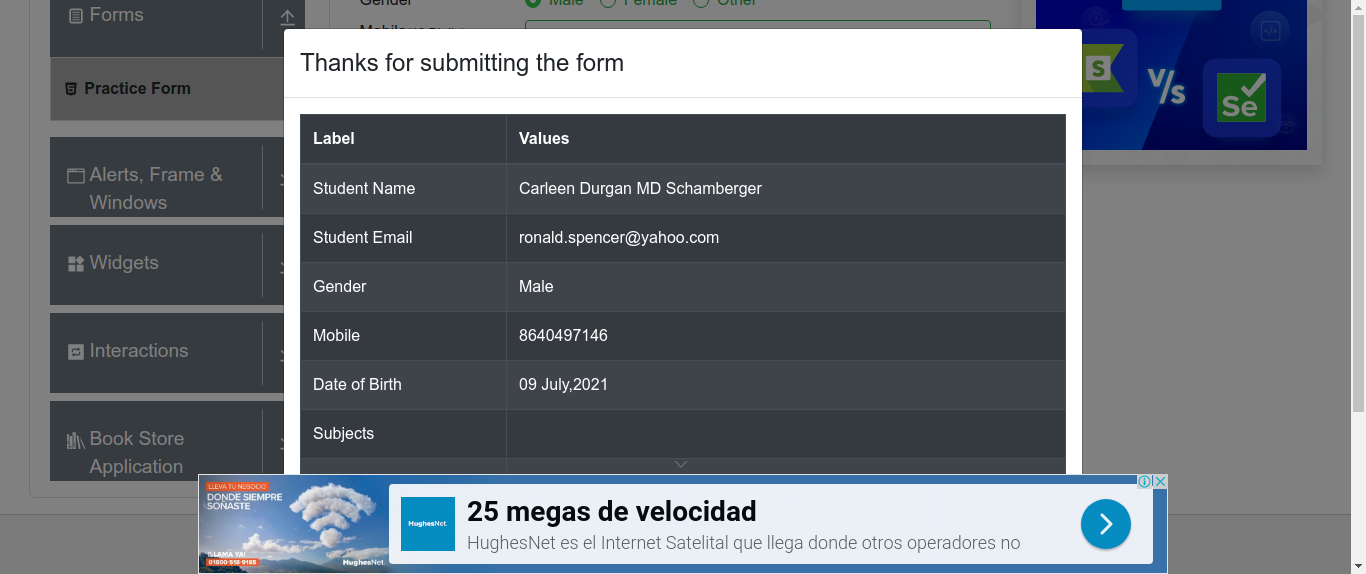 Forms
Gender Male Female Other
Thanks for submitting the form
Practice Form
S
V/s
Se
Label Values
Student Name Carleen Durgan MD Schamberger
Student Email ronald.spencer@yahoo.com
Gender Male
Mobile 8640497146
Date of Birth 09 July,2021
Subjects
Alerts, Frame &
Windows
Widgets
Interactions
Book Store
Application
LLEVA TU NEGOCIO
DONDE SIEMPRE
SOÑASTE
¡LLAMA YA!
01800-518-9195
HughesNet
HughesNet
25 megas de velocidad
HughesNet es el Internet Satelital que llega donde otros operadores no